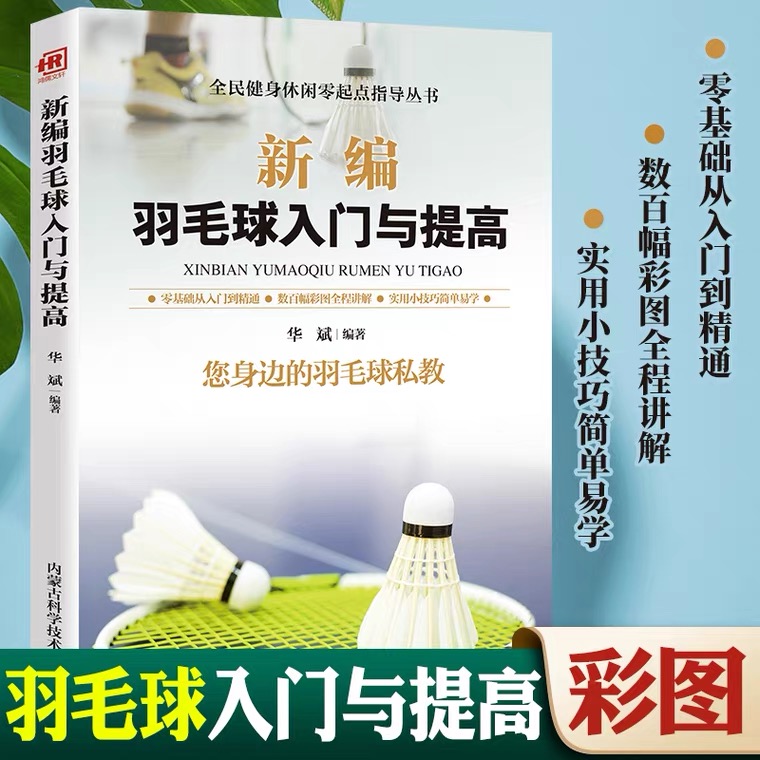 HR
鸿儒文轩
新编羽毛球入门与提高
华斌 编著
内蒙古科学技术
全民健身休闲零起点指导丛书
新编
羽毛球入门与提高
XINBIAN YUMAOQIU RUMEN YU TIGAO
●零基础从入门到精通 ●数百幅彩图全程讲解 ●实用小技巧简单易学●
华 斌 编著
您身边的羽毛球私教
●零基础从入门到精通
●数百幅彩图全程讲解
●实用小技巧简单易学
羽毛球入门与提高
彩图